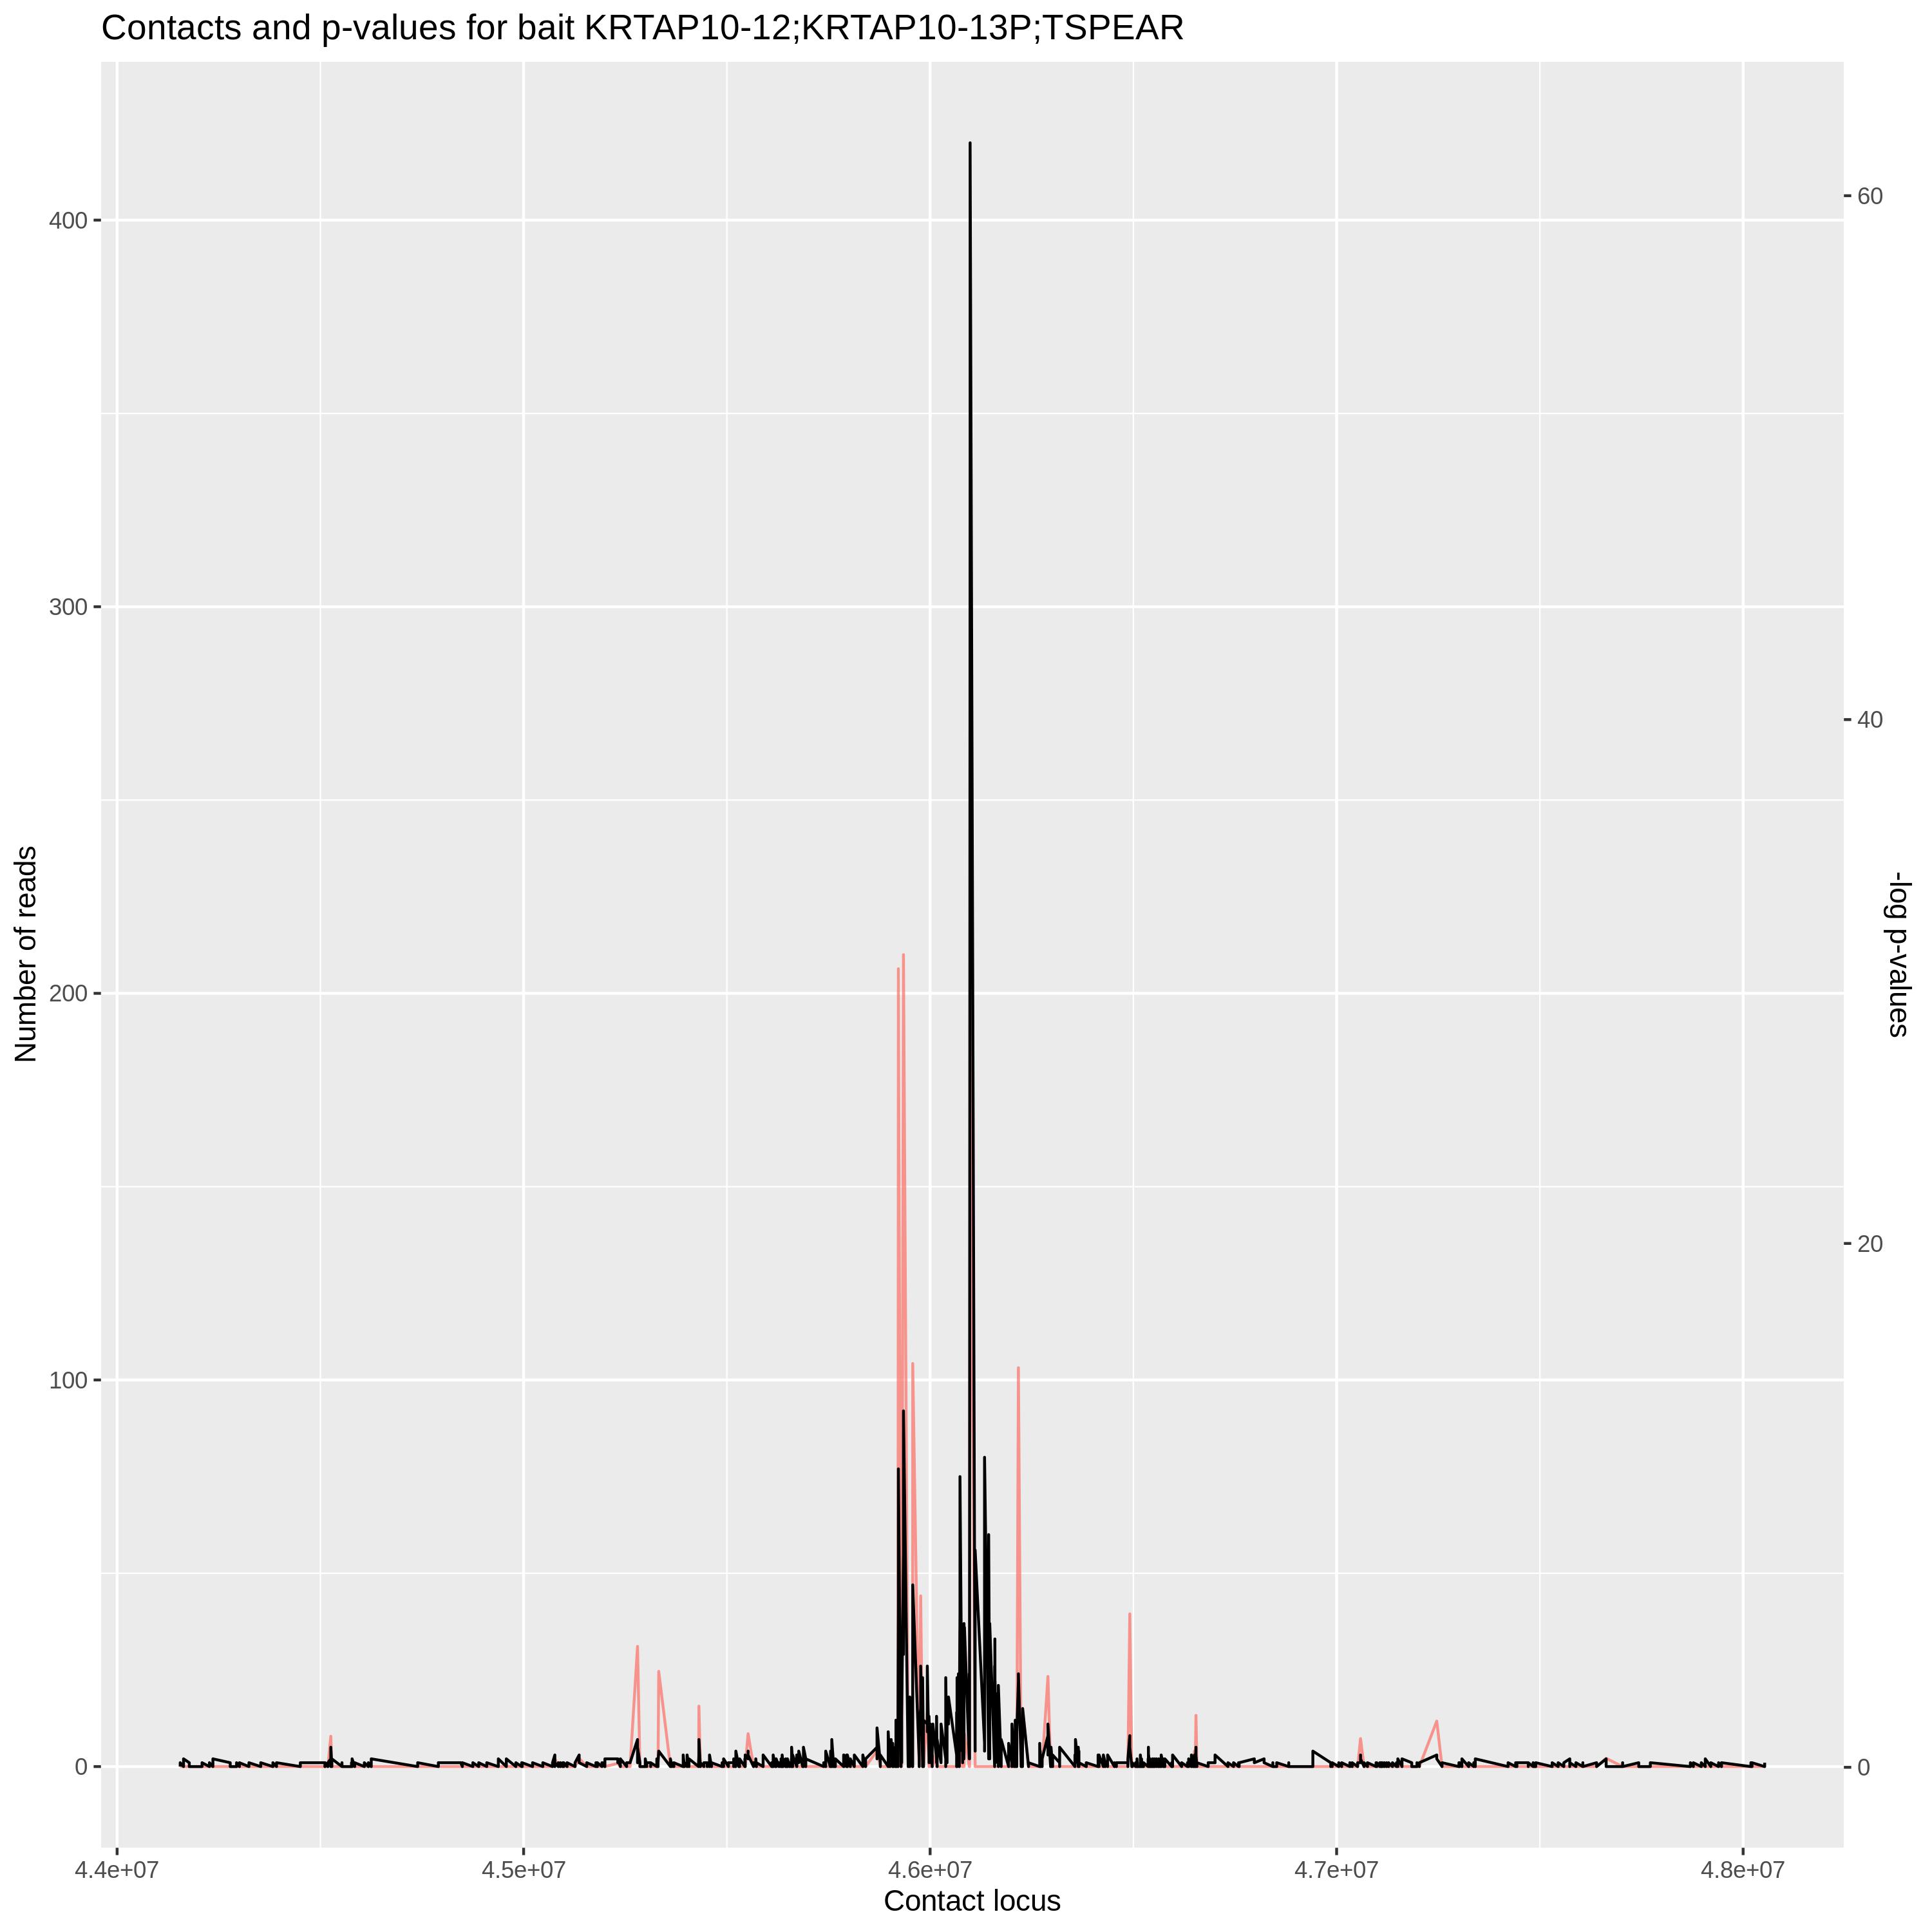 Contacts and p-values for bait KRTAP10-12;KRTAP10-13P;TSPEAR
400
300
200
100
0
60
40
20
0
Number of reads
-log p-values
4.4e+07 4.5e+07 4.6e+07 4.7e+07 4.8e+07
Contact locus